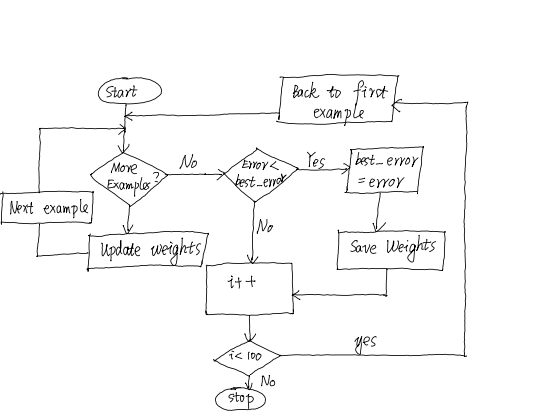 Start
Back to first
example
More
Examples?
No
Error<
best_error
Yes
best_error
=error
Next example
Update weights
No
Save Weights
i++
i<100
yes
No
stop